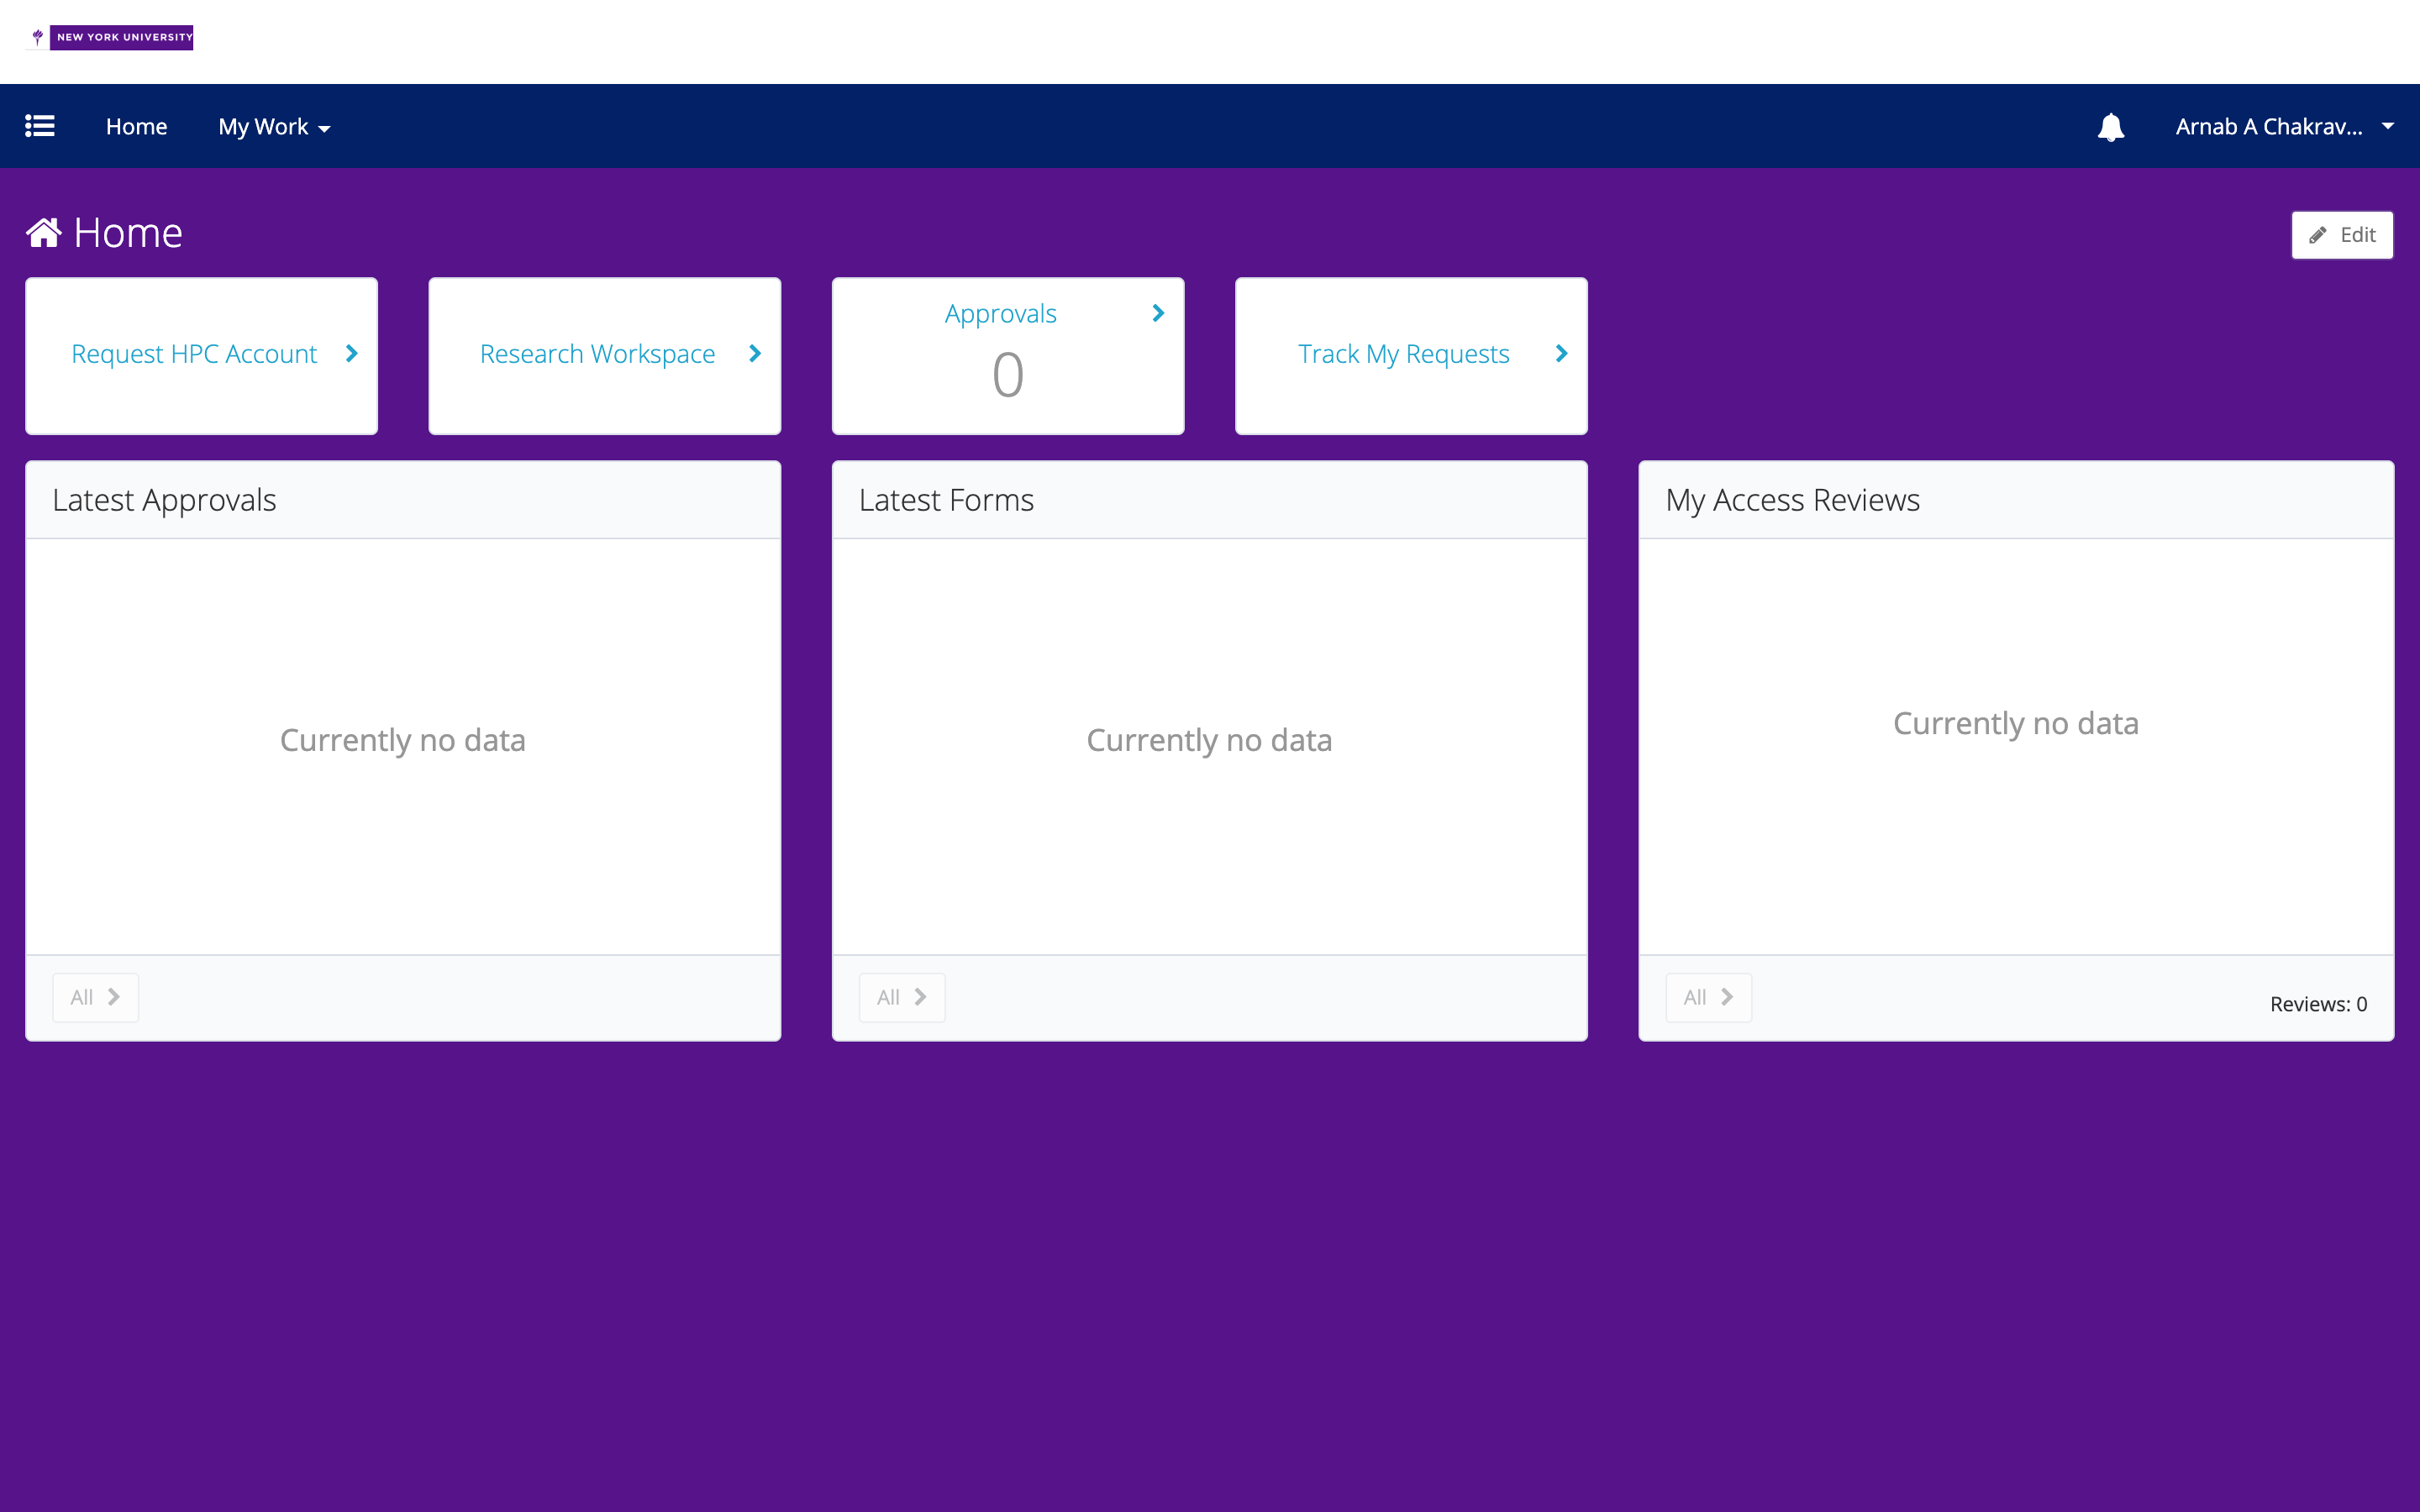 NEW YORK UNIVERSITY
Home
My Work
Arnab A Chakrav...
Home
Edit
Request HPC Account
Research Workspace
Approvals
0
Track My Requests
Latest Approvals
Currently no data
All
Latest Forms
Currently no data
All
My Access Reviews
Currently no data
All
Reviews: 0